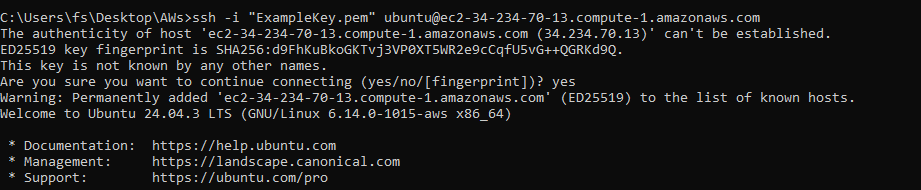 C:\Users\fs\Desktop\AWs>ssh -i "ExampleKey.pem" ubuntu@ec2-34-234-70-13.compute-1.amazonaws.com
The authenticity of host 'ec2-34-234-70-13.compute-1.amazonaws.com (34.234.70.13)' can't be established.
ED25519 key fingerprint is SHA256:d9FhKuBkoGKTvj3VP0XT5WR2e9cCqfU5vG++QGRKd9Q.
This key is not known by any other names.
Are you sure you want to continue connecting (yes/no/[fingerprint])? yes
Warning: Permanently added 'ec2-34-234-70-13.compute-1.amazonaws.com' (ED25519) to the list of known hosts.
Welcome to Ubuntu 24.04.3 LTS (GNU/Linux 6.14.0-1015-aws x86_64)
* Documentation:  https://help.ubuntu.com
* Management:     https://landscape.canonical.com
* Support:        https://ubuntu.com/pro